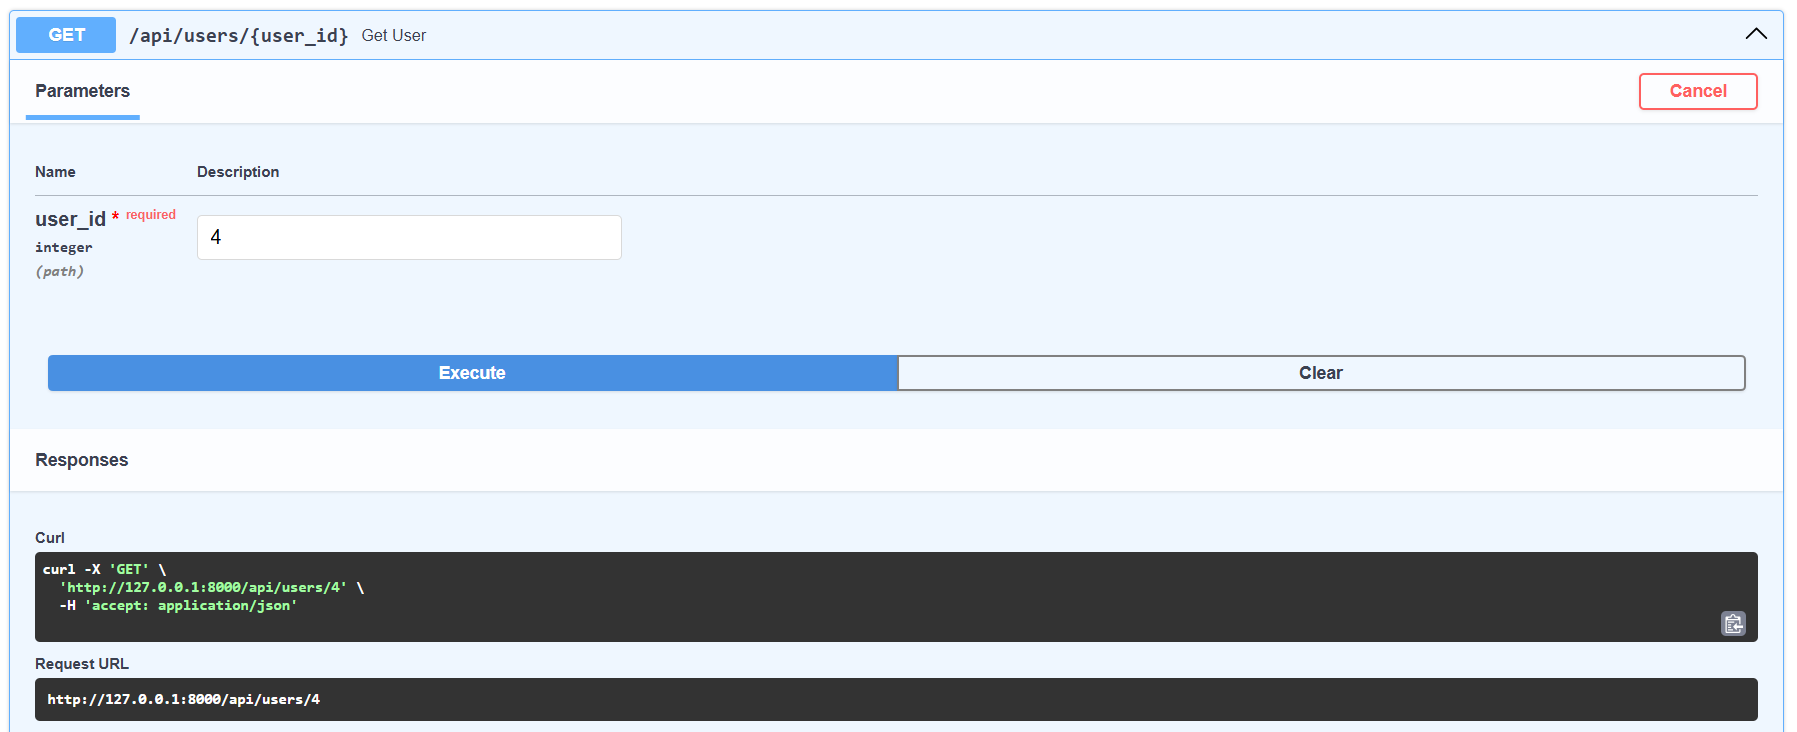 GET /api/users/{user_id} Get User
Parameters
Cancel
Name Description
user_id * required
integer
(path)
4
Execute Clear
Responses
Curl
curl -X 'GET' \
  'http://127.0.0.1:8000/api/users/4' \
  -H 'accept: application/json'
Request URL
http://127.0.0.1:8000/api/users/4